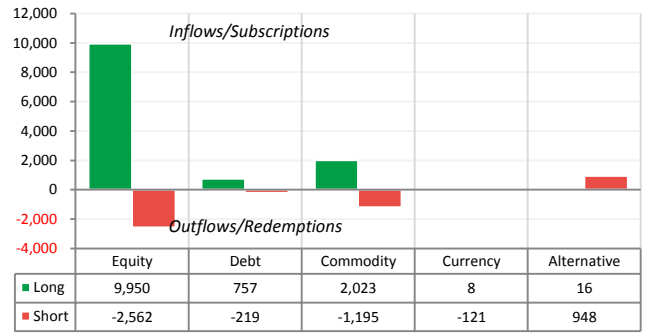 12,000
10,000
8,000
6,000
4,000
2,000
0
-2,000
-4,000
Inflows/Subscriptions
Outflows/Redemptions
Equity Debt Commodity Currency Alternative
Long 9,950 757 2,023 8 16
Short -2,562 -219 -1,195 -121 948